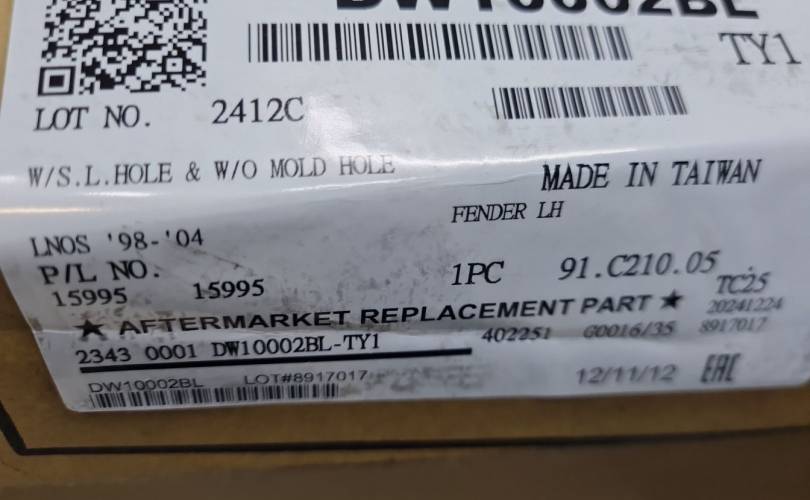 DW10002BL
TY1
LOT NO. 2412C
W/S.L.HOLE & W/O MOLD HOLE
MADE IN TAIWAN
FENDER LH
LNOS '98-'04
P/L NO. 1PC 91.C210.05
15995 15995 TC25
★ AFTERMARKET REPLACEMENT PART ★ 20241224
2343 0001 DW10002BL-TY1 402251 G0016/35 8917017
DW10002BL LOT#8917017 12/11/12 EAC